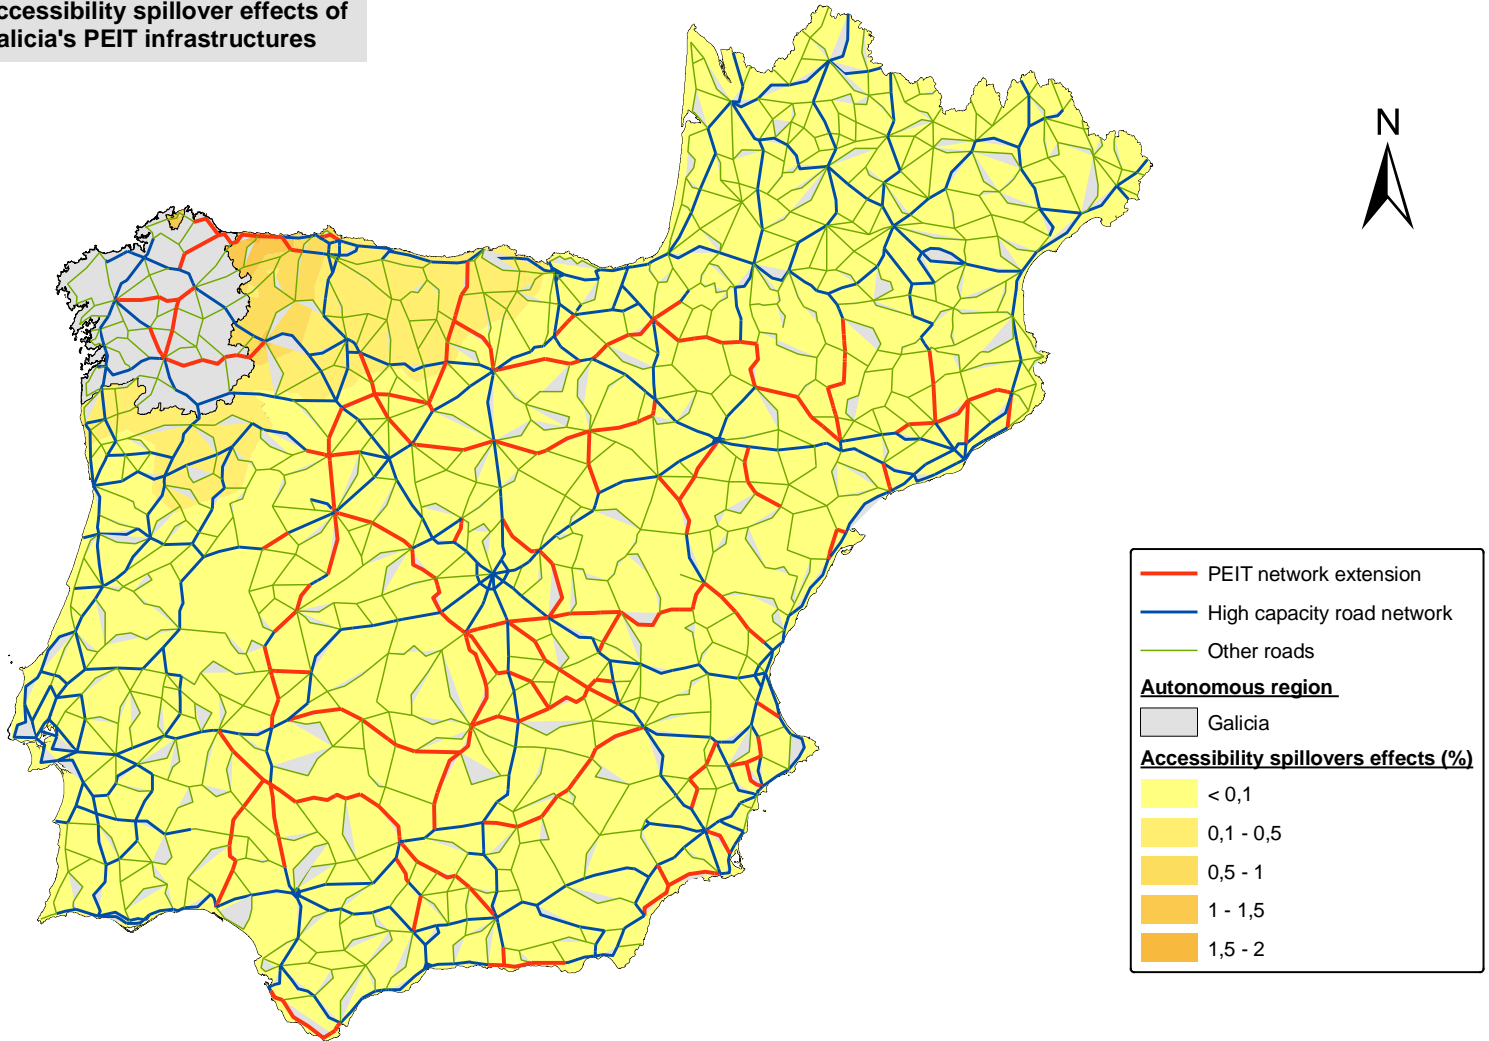 ccessibility spillover effects of
alicia's PEIT infrastructures
N
PEIT network extension
High capacity road network
Other roads
Autonomous region
Galicia
Accessibility spillovers effects (%)
< 0,1
0,1 - 0,5
0,5 - 1
1 - 1,5
1,5 - 2